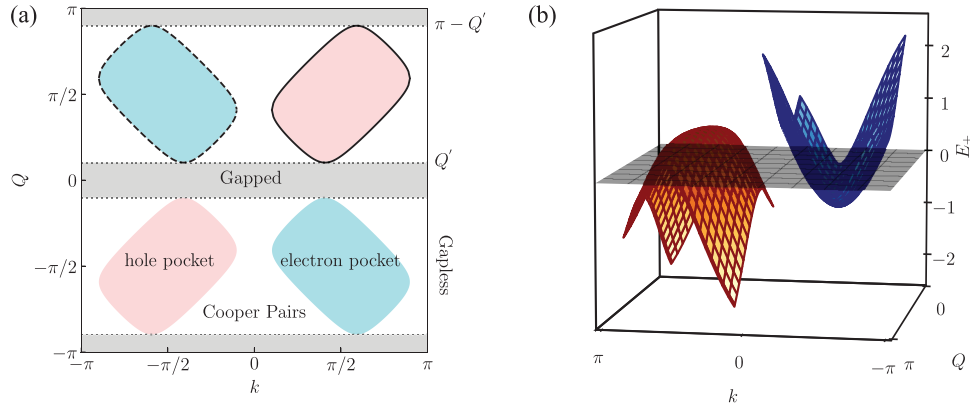 (a)
π
π/2
0
−π/2
−π
Q
−π
−π/2
0
π/2
π
k
π − Q′
Q′
Gapless
Gapped
hole pocket
electron pocket
Cooper Pairs
(b)
2
1
0
−1
−2
E+
π
0
−π
k
π
0
Q